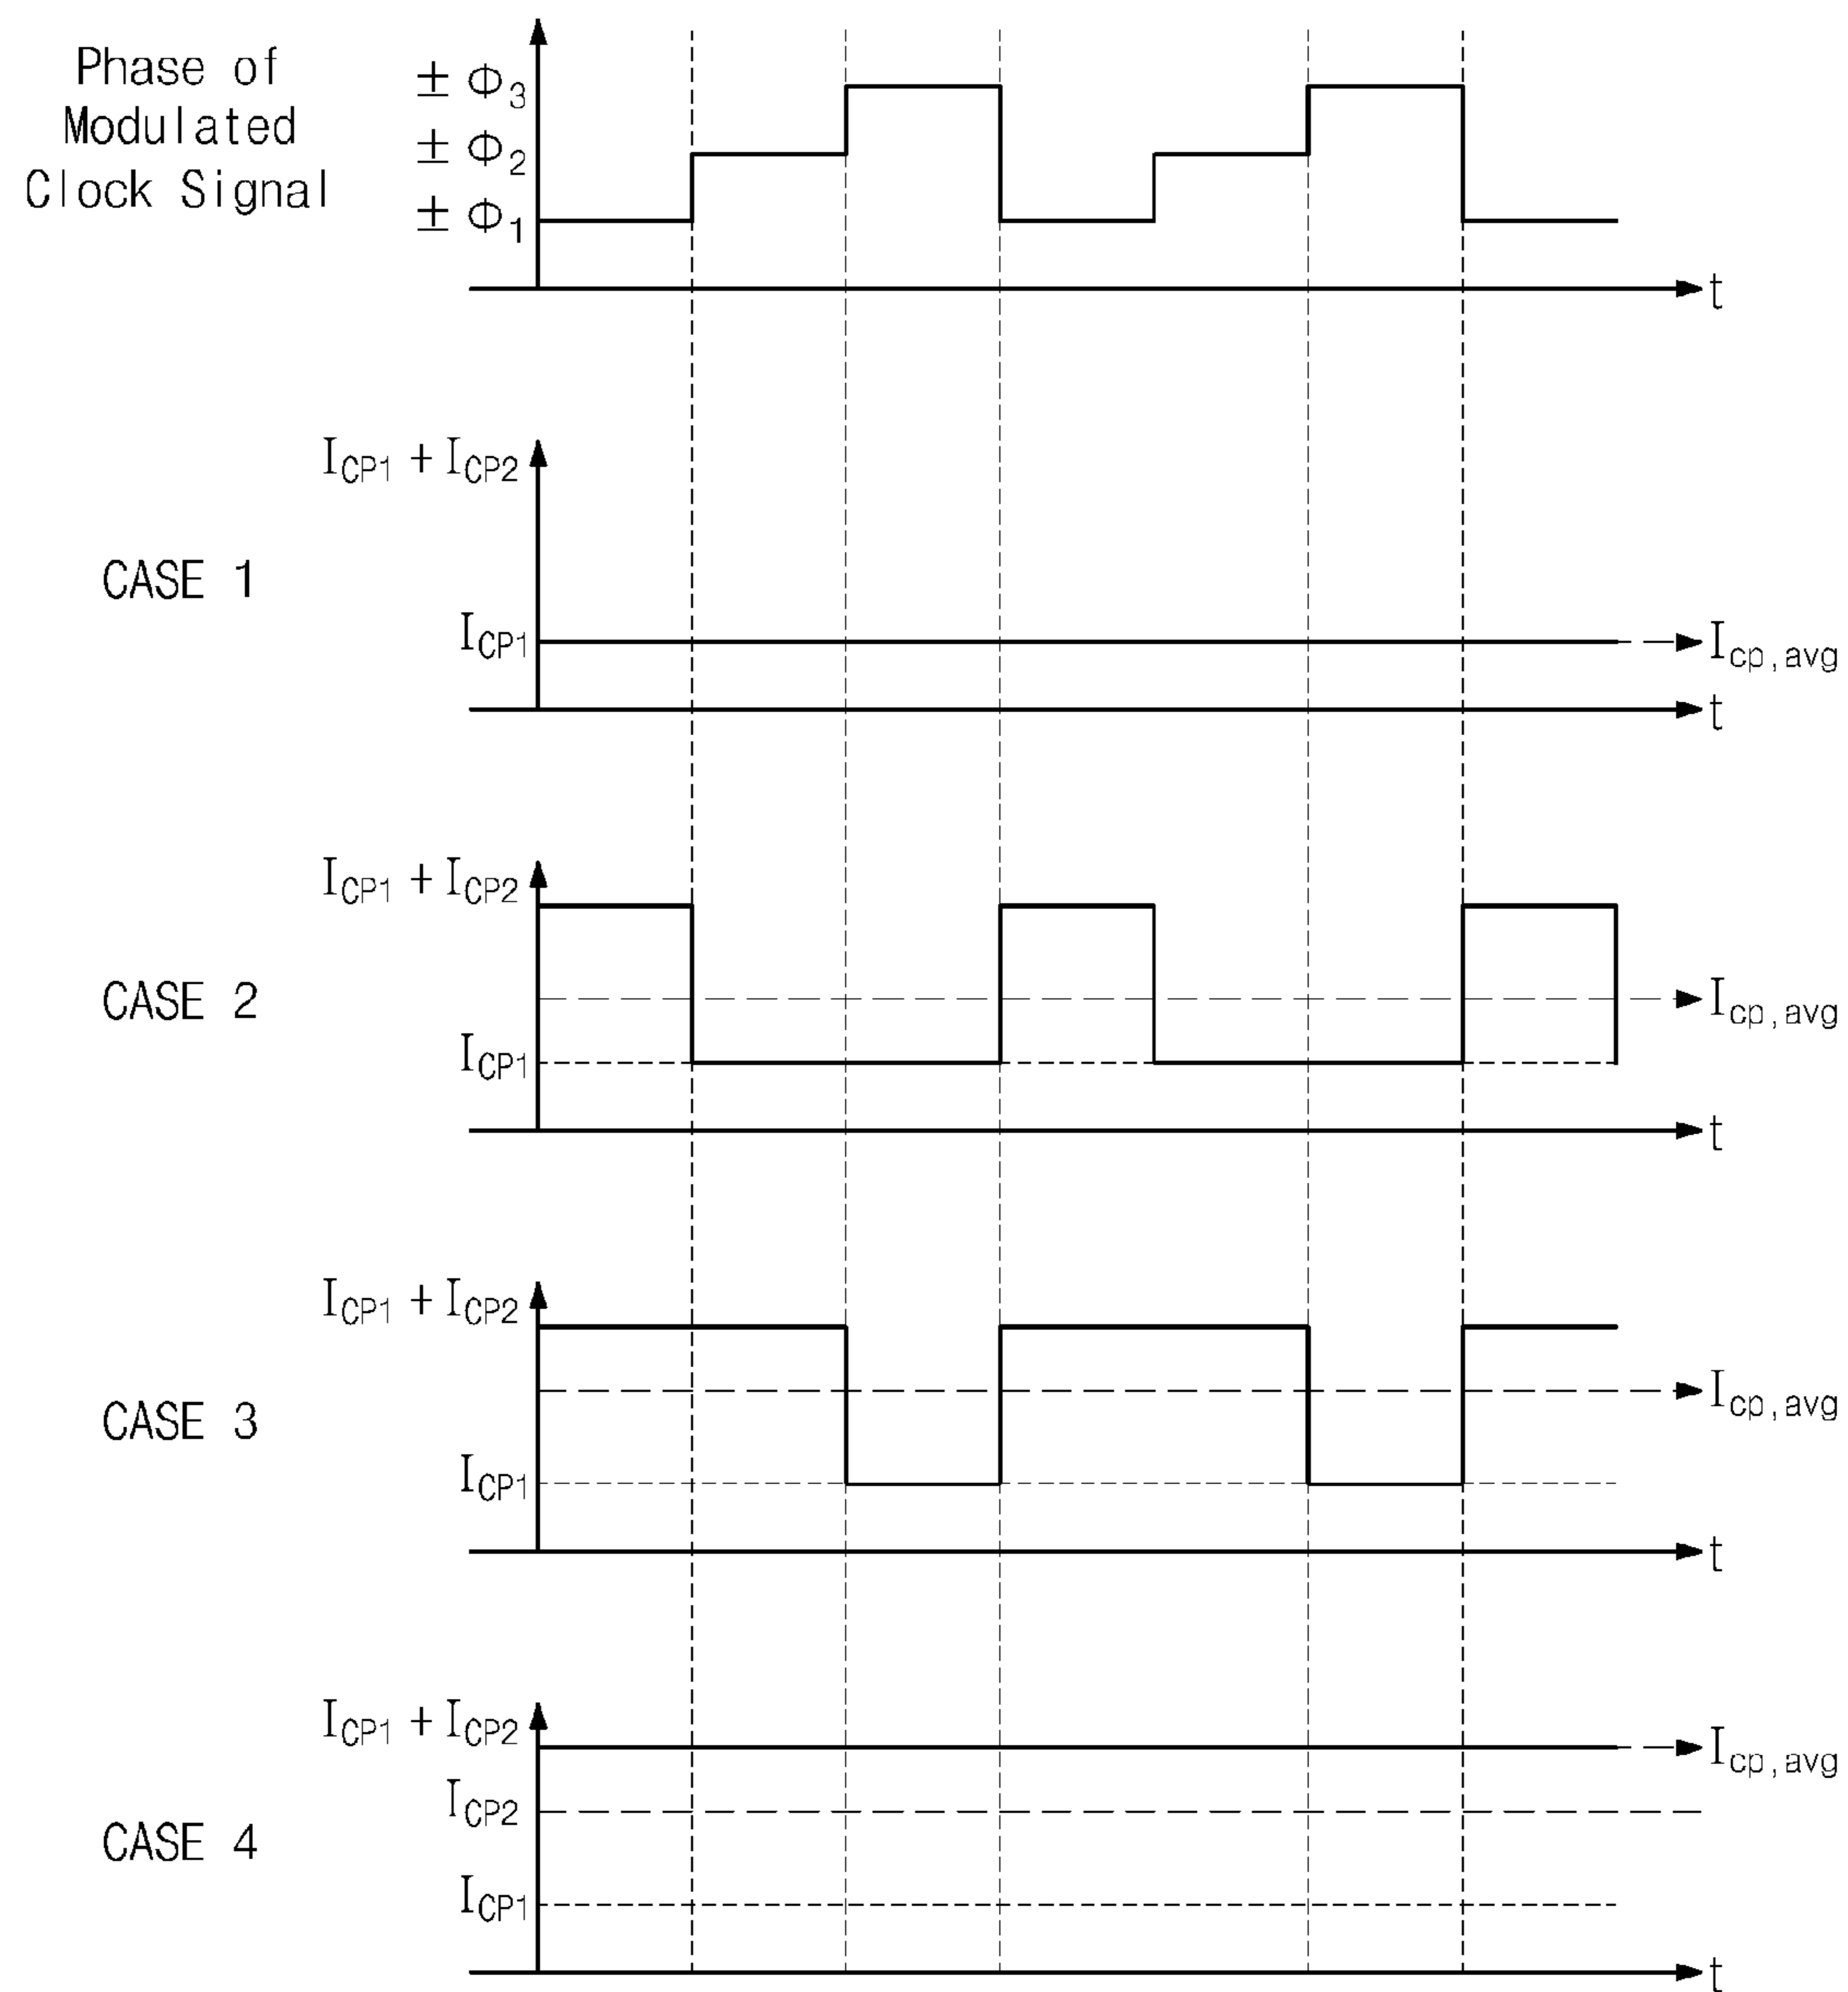 Phase of
Modulated
Clock Signal
± Φ3
± Φ2
± Φ1
t
CASE 1
ICP1 + ICP2
ICP1
Icp,avg
t
CASE 2
ICP1 + ICP2
ICP1
Icp,avg
t
CASE 3
ICP1 + ICP2
ICP1
Icp,avg
t
CASE 4
ICP1 + ICP2
ICP2
ICP1
Icp,avg
t